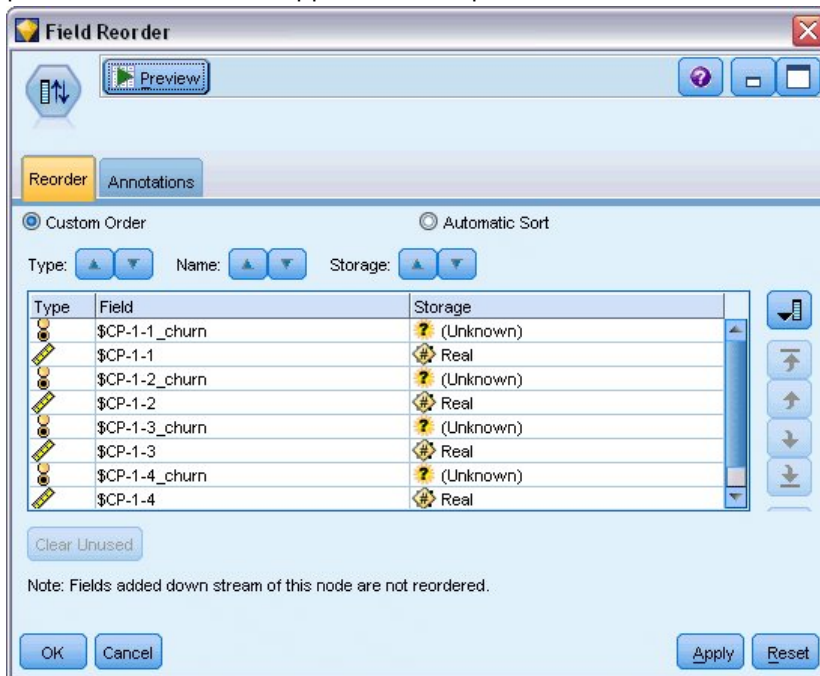 Field Reorder
Preview
Reorder Annotations
Custom Order Automatic Sort
Type: Name: Storage:
Type Field Storage
$CP-1-1_churn ? (Unknown)
$CP-1-1 # Real
$CP-1-2_churn ? (Unknown)
$CP-1-2 # Real
$CP-1-3_churn ? (Unknown)
$CP-1-3 # Real
$CP-1-4_churn ? (Unknown)
$CP-1-4 # Real
Clear Unused
Note: Fields added down stream of this node are not reordered.
OK Cancel Apply Reset